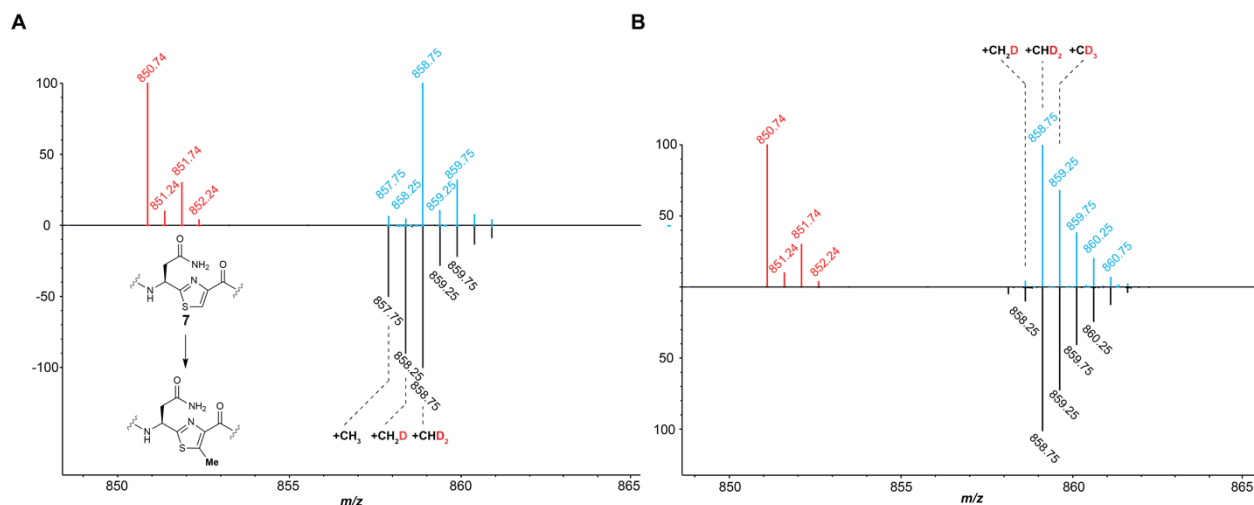 A
B
850.74
858.75
100
50
0
-50
-100
851.24
851.74
852.24
857.75
858.25
859.25
859.75
O
NH₂
N
O
N
H
S
7
O
NH₂
N
O
N
H
S
Me
857.75
858.25
858.75
859.25
859.75
+CH₃ +CH₂D +CHD₂
850
855
860
865
m/z
+CH₂D +CHD₂ +CD₃
850.74
858.75
100
50
-
50
100
851.24
851.74
852.24
859.25
859.75
860.25
860.75
858.25
858.75
859.25
859.75
860.25
850
855
860
865
m/z